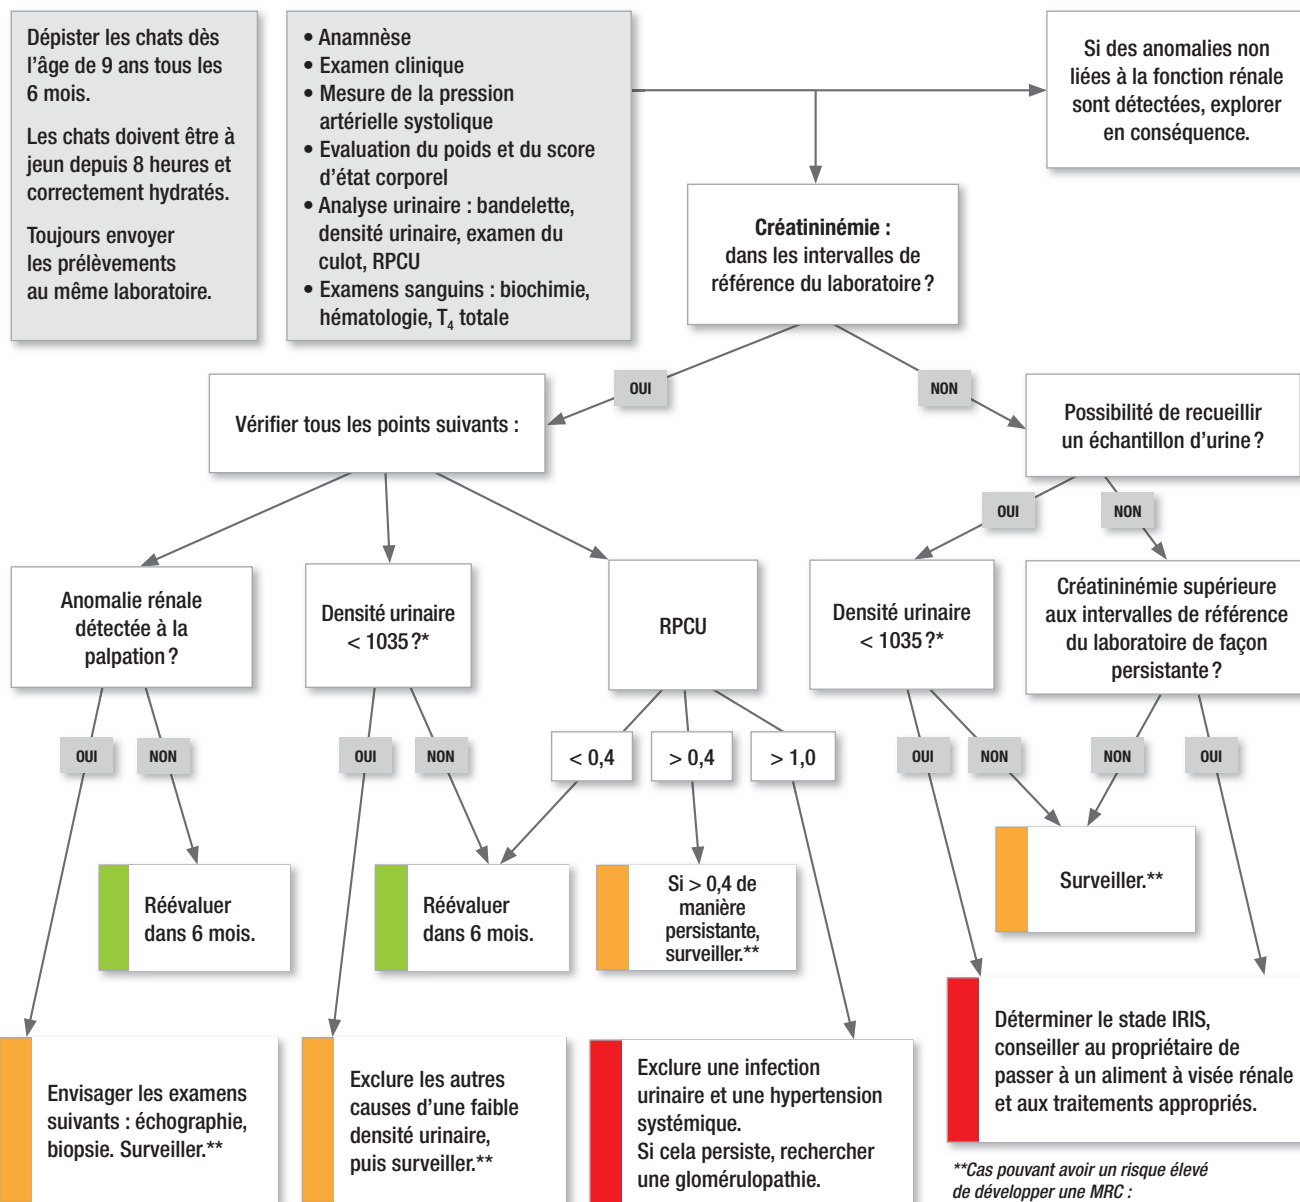 Dépister les chats dès
l’âge de 9 ans tous les
6 mois.
Les chats doivent être à
jeun depuis 8 heures et
correctement hydratés.
Toujours envoyer
les prélèvements
au même laboratoire.
• Anamnèse
• Examen clinique
• Mesure de la pression
artérielle systolique
• Evaluation du poids et du score
d’état corporel
• Analyse urinaire : bandelette,
densité urinaire, examen du
culot, RPCU
• Examens sanguins : biochimie,
hématologie, T4 totale
Si des anomalies non
liées à la fonction rénale
sont détectées, explorer
en conséquence.
Créatininémie :
dans les intervalles de
référence du laboratoire ?
OUI
NON
Vérifier tous les points suivants :
Possibilité de recueillir
un échantillon d’urine ?
OUI
NON
Anomalie rénale
détectée à la
palpation ?
Densité urinaire
< 1035 ?*
RPCU
Densité urinaire
< 1035 ?*
Créatininémie supérieure
aux intervalles de référence
du laboratoire de façon
persistante ?
OUI
NON
OUI
NON
< 0,4
> 0,4
> 1,0
OUI
NON
NON
OUI
Réévaluer
dans 6 mois.
Réévaluer
dans 6 mois.
Si > 0,4 de
manière
persistante,
surveiller.**
Surveiller.**
Envisager les examens
suivants : échographie,
biopsie. Surveiller.**
Exclure les autres
causes d’une faible
densité urinaire,
puis surveiller.**
Exclure une infection
urinaire et une hypertension
systémique.
Si cela persiste, rechercher
une glomérulopathie.
Déterminer le stade IRIS,
conseiller au propriétaire de
passer à un aliment à visée rénale
et aux traitements appropriés.
**Cas pouvant avoir un risque élevé
de développer une MRC :